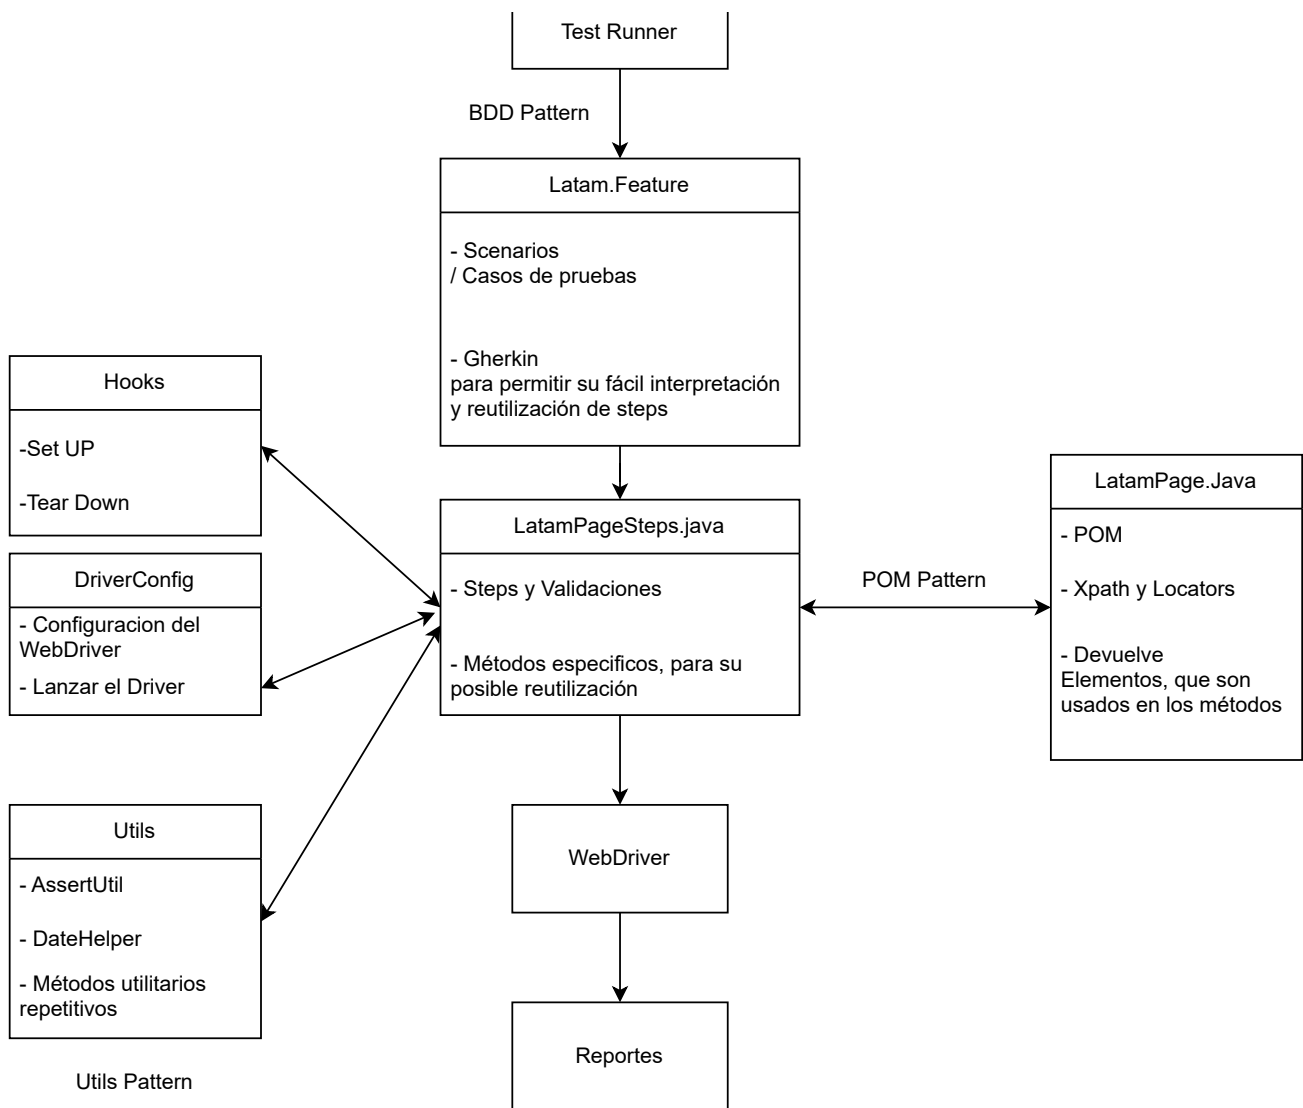 Test Runner
BDD Pattern
Latam.Feature
- Scenarios
/ Casos de pruebas
- Gherkin
para permitir su fácil interpretación
y reutilización de steps
Hooks
-Set UP
-Tear Down
DriverConfig
- Configuracion del
WebDriver
- Lanzar el Driver
LatamPageSteps.java
- Steps y Validaciones
- Métodos especificos, para su
posible reutilización
POM Pattern
LatamPage.Java
- POM
- Xpath y Locators
- Devuelve
Elementos, que son
usados en los métodos
Utils
- AssertUtil
- DateHelper
- Métodos utilitarios
repetitivos
Utils Pattern
WebDriver
Reportes